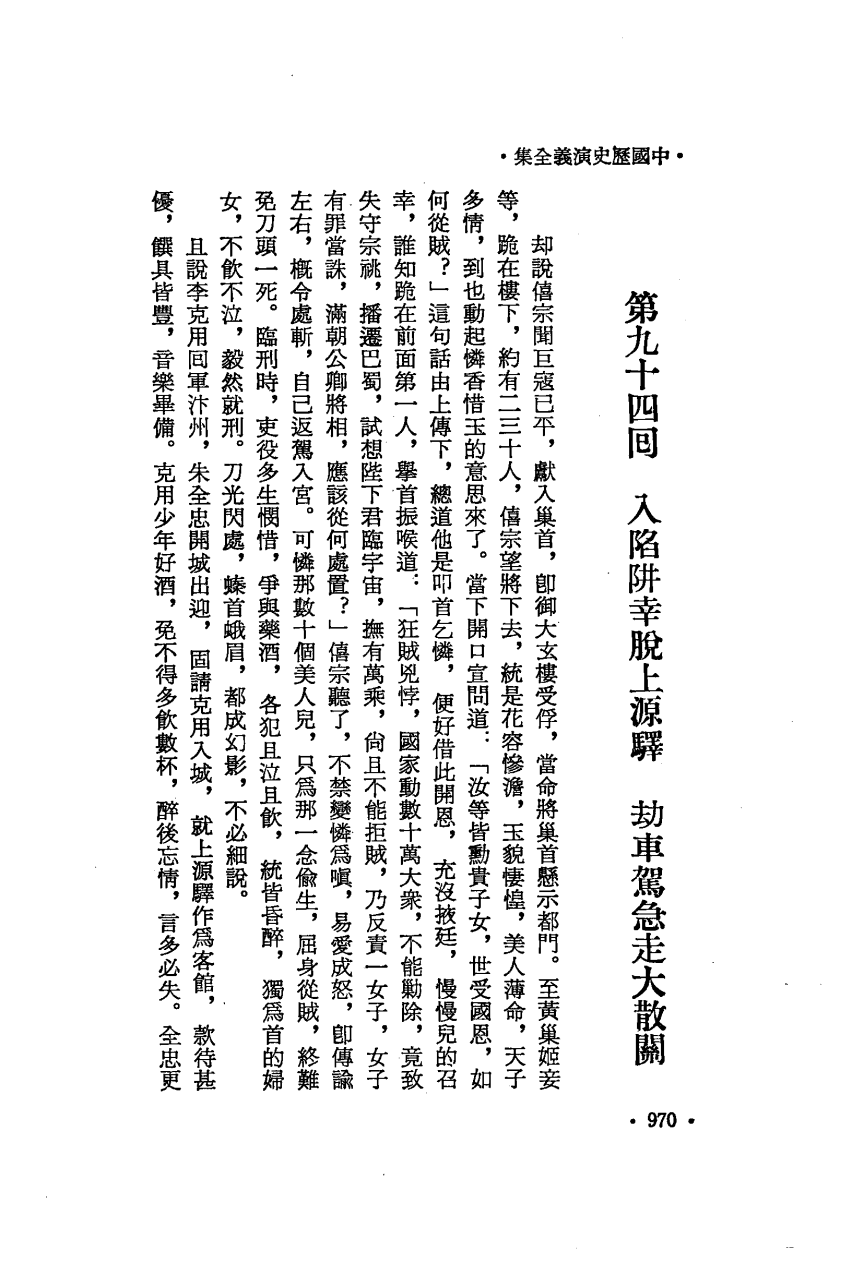 •中國歷史演義全集•
第九十四回　入陷阱幸脫上源驛　劫車駕急走大散關
却說僖宗聞巨寇已平，獻入巢首，卽御大玄樓受俘，當命將巢首懸示都門。至黃巢姬妾
等，跪在樓下，約有二三十人，僖宗望將下去，統是花容慘澹，玉貌悽惶，美人薄命，天子
多情，到也動起憐香惜玉的意思來了。當下開口宣問道：「汝等皆勳貴子女，世受國恩，如
何從賊？」這句話由上傳下，總道他是叩首乞憐，便好借此開恩，充沒掖廷，慢慢兒的召
幸，誰知跪在前面第一人，舉首振喉道：「狂賊兇悖，國家動數十萬大衆，不能勦除，竟致
失守宗祧，播遷巴蜀，試想陛下君臨宇宙，撫有萬乘，尙且不能拒賊，乃反責一女子，女子
有罪當誅，滿朝公卿將相，應該從何處置？」僖宗聽了，不禁變憐爲嗔，易愛成怒，卽傳諭
左右，槪令處斬，自己返駕入宮。可憐那數十個美人兒，只爲那一念偸生，屈身從賊，終難
免刀頭一死。臨刑時，吏役多生憫惜，爭與藥酒，各犯且泣且飮，統皆昏醉，獨爲首的婦
女，不飮不泣，毅然就刑。刀光閃處，螓首蛾眉，都成幻影，不必細說。
且說李克用回軍汴州，朱全忠開城出迎，固請克用入城，就上源驛作爲客館，款待甚
優，饌具皆豐，音樂畢備。克用少年好酒，免不得多飮數杯，醉後忘情，言多必失。全忠更
•970•